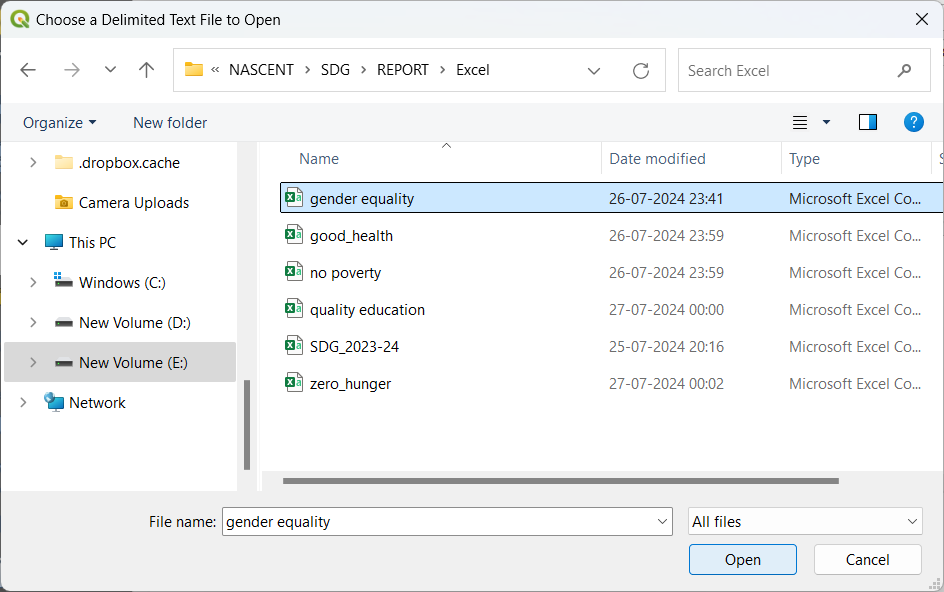 Choose a Delimited Text File to Open
« NASCENT > SDG > REPORT > Excel
Search Excel
Organize
New folder
?
.dropbox.cache
Camera Uploads
This PC
Windows (C:)
New Volume (D:)
New Volume (E:)
Network
Name Date modified Type S
gender equality 26-07-2024 23:41 Microsoft Excel Co...
good_health 26-07-2024 23:59 Microsoft Excel Co...
no poverty 26-07-2024 23:59 Microsoft Excel Co...
quality education 27-07-2024 00:00 Microsoft Excel Co...
SDG_2023-24 25-07-2024 20:16 Microsoft Excel Co...
zero_hunger 27-07-2024 00:02 Microsoft Excel Co...
File name: gender equality
All files
Open
Cancel